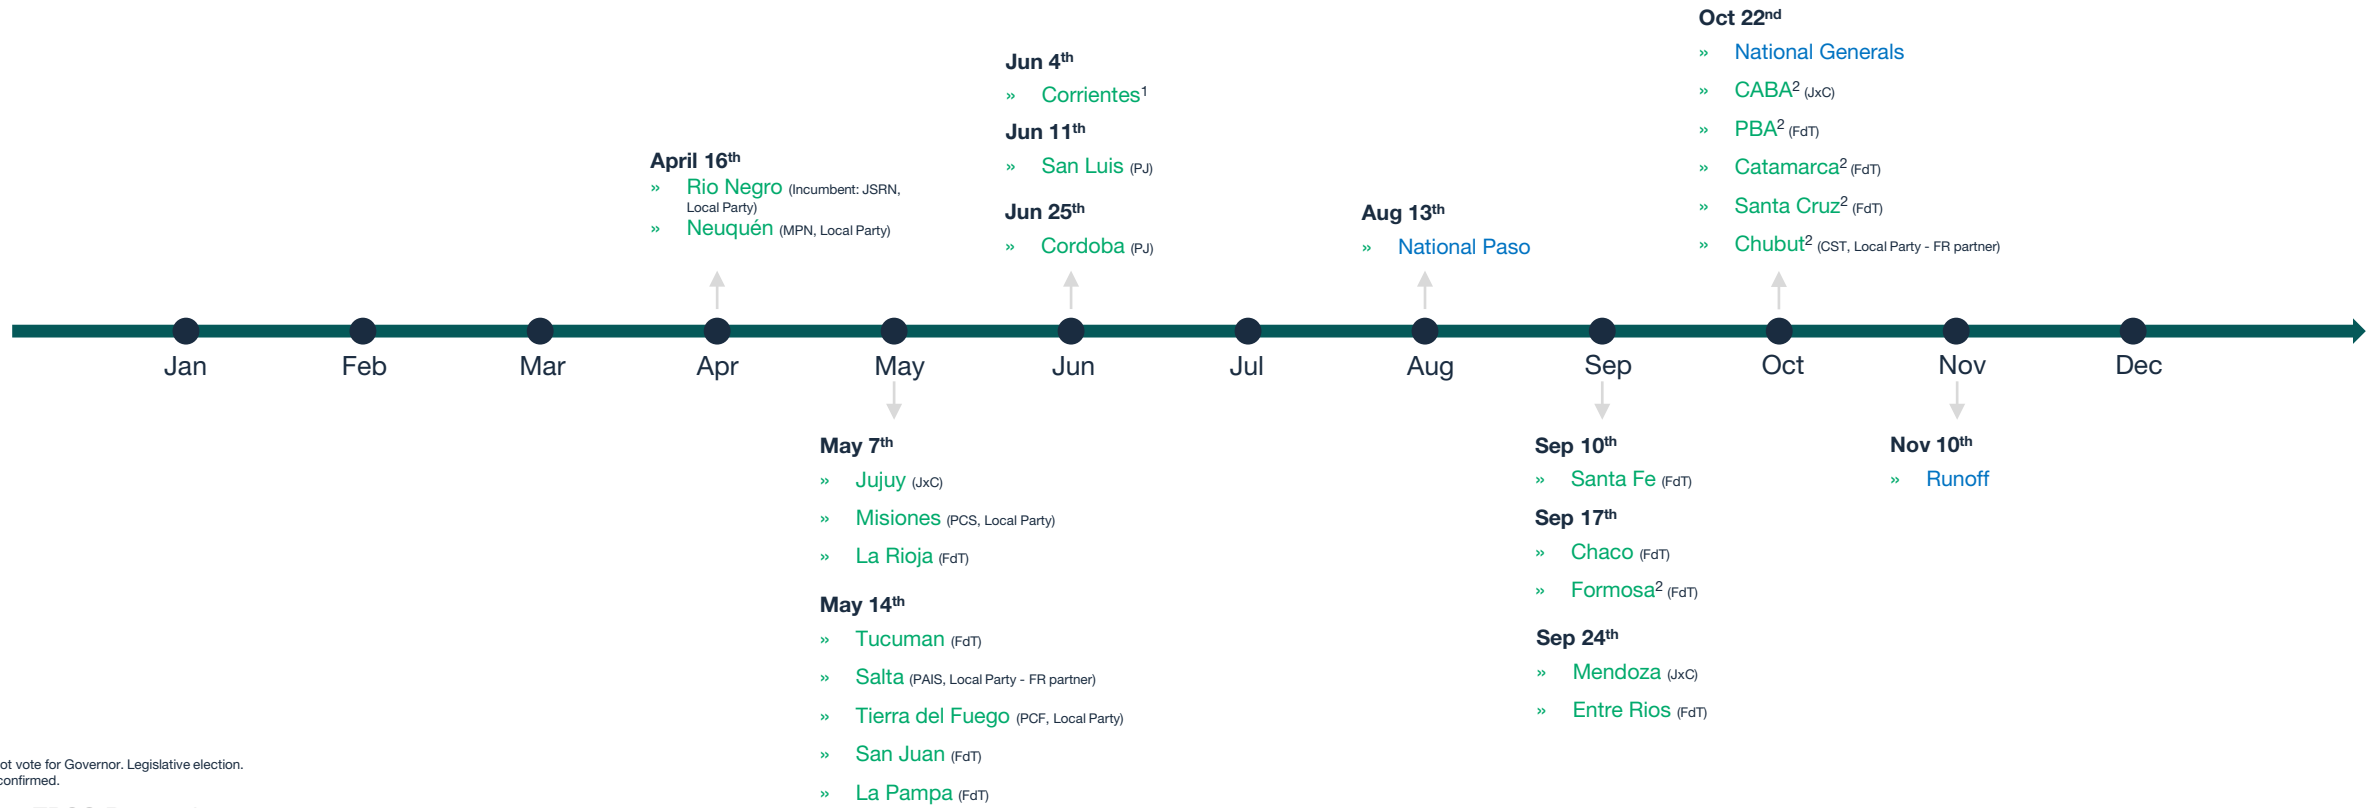 Oct 22nd
» National Generals
» CABA2 (JxC)
» PBA2 (FdT)
» Catamarca2 (FdT)
» Santa Cruz2 (FdT)
» Chubut2 (CST, Local Party - FR partner)
Jun 4th
» Corrientes1
Jun 11th
» San Luis (PJ)
Jun 25th
» Cordoba (PJ)
April 16th
» Rio Negro (Incumbent: JSRN,
Local Party)
» Neuquén (MPN, Local Party)
Aug 13th
» National Paso
Jan
Feb
Mar
Apr
May
Jun
Jul
Aug
Sep
Oct
Nov
Dec
May 7th
» Jujuy (JxC)
» Misiones (PCS, Local Party)
» La Rioja (FdT)
May 14th
» Tucuman (FdT)
» Salta (PAIS, Local Party - FR partner)
» Tierra del Fuego (PCF, Local Party)
» San Juan (FdT)
» La Pampa (FdT)
Sep 10th
» Santa Fe (FdT)
Sep 17th
» Chaco (FdT)
» Formosa2 (FdT)
Sep 24th
» Mendoza (JxC)
» Entre Rios (FdT)
Nov 10th
» Runoff
ot vote for Governor. Legislative election.
confirmed.